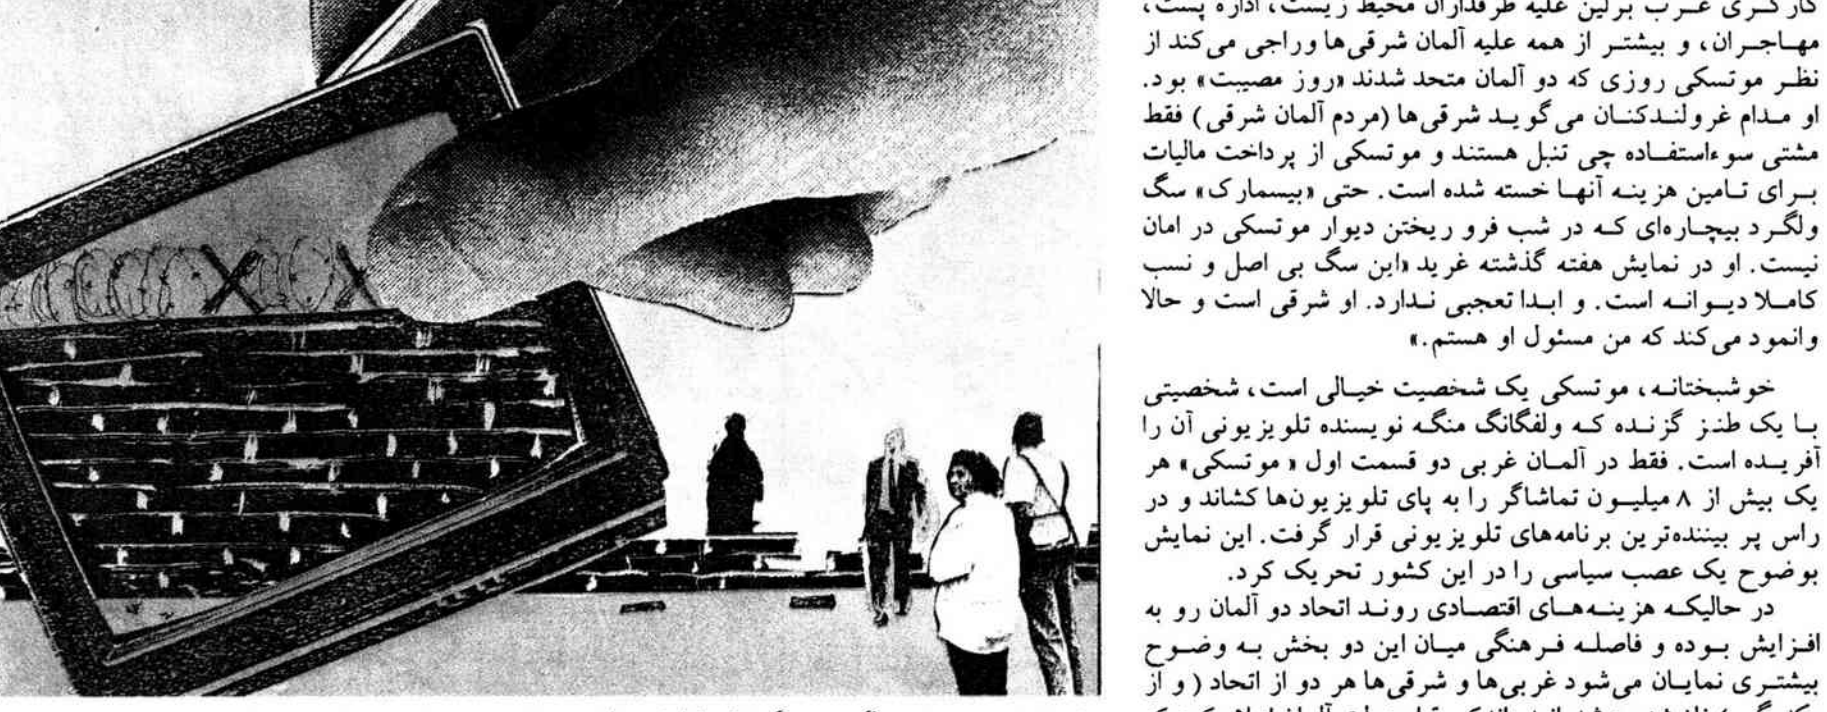 کارگری غرب برلین علیه طرفداران محیط زیست، اداره پست،
مهاجران، و بیشتر از همه علیه آلمان شرقی‌ها وراجی می‌کند از
نظر موتسکی روزی که دو آلمان متحد شدند «روز مصیبت» بود.
او مدام غرولندکنان می‌گوید شرقی‌ها (مردم آلمان شرقی) فقط
مشتی سوءاستفاده چی تنبل هستند و موتسکی از پرداخت مالیات
برای تامین هزینه آنها خسته شده است. حتی «بیسمارک» سگ
ولگرد بیچاره‌ای که در شب فرو ریختن دیوار موتسکی در امان
نیست. او در نمایش هفته گذشته غرید «این سگ بی اصل و نسب
کاملا دیوانه است. و ابدا تعجبی ندارد. او شرقی است و حالا
وانمود می‌کند که من مسئول او هستم.»
خوشبختانه، موتسکی یک شخصیت خیالی است، شخصیتی
با یک طنز گزنده که ولفگانگ منگه نویسنده تلویزیونی آن را
آفریده است. فقط در آلمان غربی دو قسمت اول «موتسکی» هر
یک بیش از ۸ میلیون تماشاگر را به پای تلویزیون‌ها کشاند و در
راس پر بیننده‌ترین برنامه‌های تلویزیونی قرار گرفت. این نمایش
بوضوح یک عصب سیاسی را در این کشور تحریک کرد.
در حالیکه هزینه‌های اقتصادی روند اتحاد دو آلمان رو به
افزایش بوده و فاصله فرهنگی میان این دو بخش به وضوح
بیشتری نمایان می‌شود غربی‌ها و شرقی‌ها هر دو از اتحاد (و از